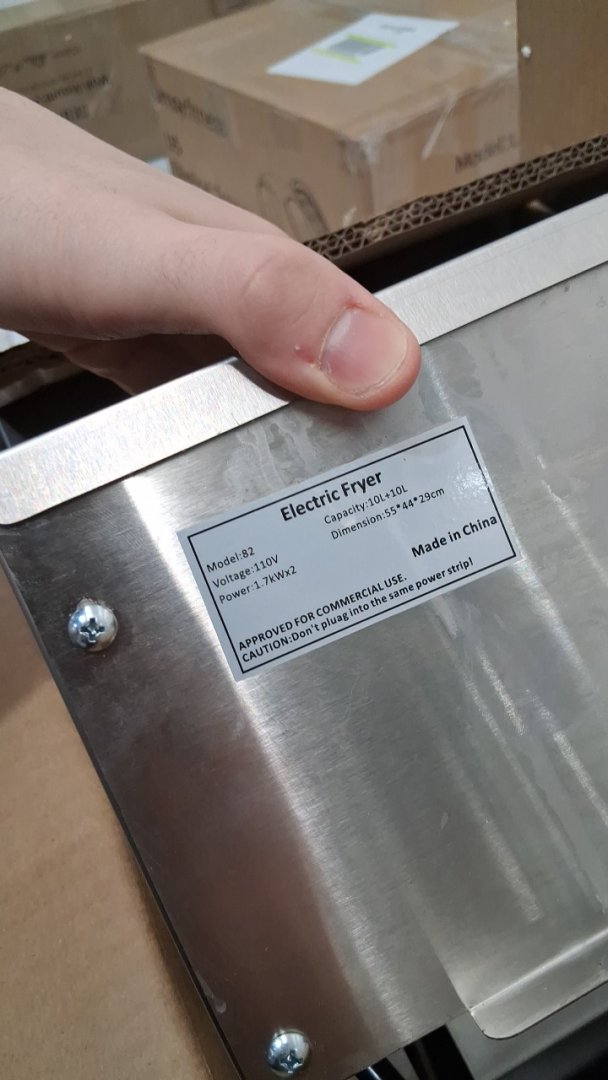 Electric Fryer
Model:82
Capacity:10L+10L
Voltage:110V
Dimension:55*44*29cm
Power:1.7kWx2
Made in China
APPROVED FOR COMMERCIAL USE.
CAUTION:Don't pluag into the same power strip!